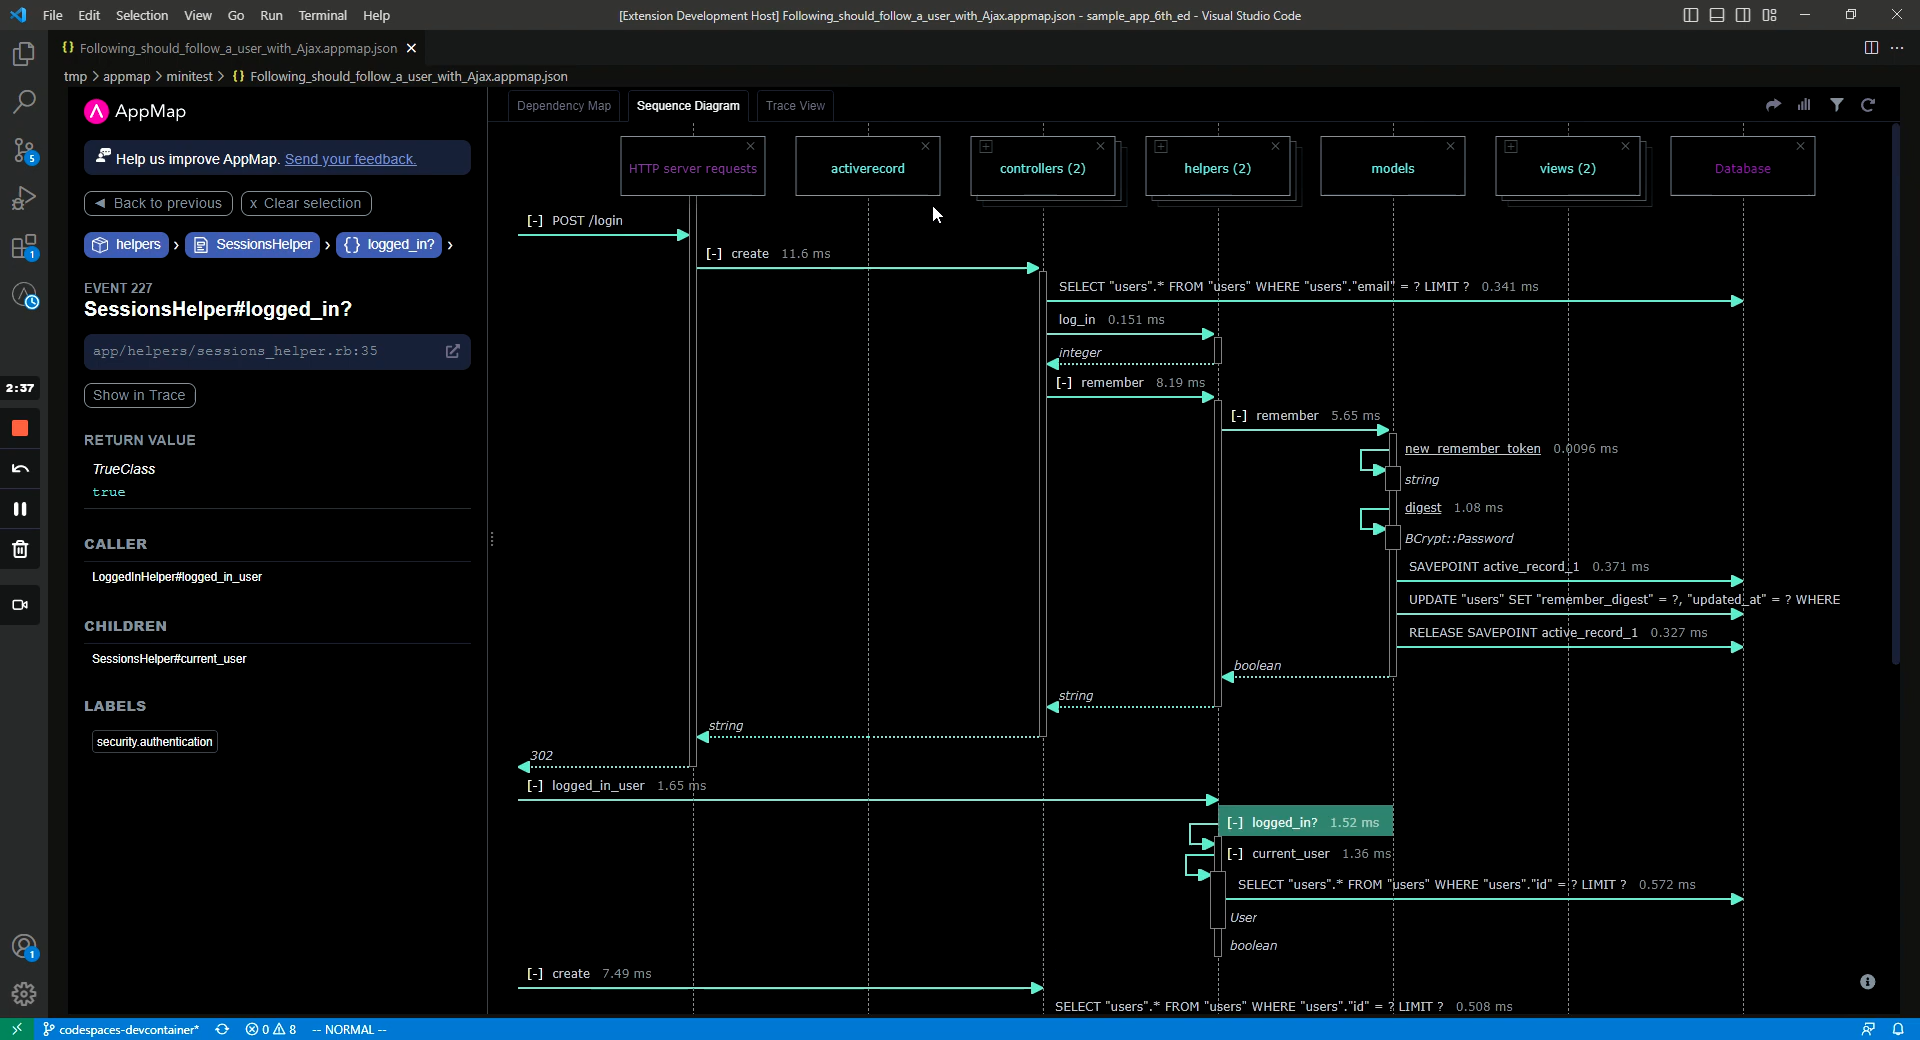 File Edit Selection View Go Run Terminal Help
[Extension Development Host] Following_should_follow_a_user_with_Ajax.appmap.json - sample_app_6th_ed - Visual Studio Code
{} Following_should_follow_a_user_with_Ajax.appmap.json
tmp > appmap > minitest > {} Following_should_follow_a_user_with_Ajax.appmap.json
AppMap
Help us improve AppMap. Send your feedback.
◄ Back to previous
x Clear selection
helpers > SessionsHelper > {} logged_in? >
EVENT 227
SessionsHelper#logged_in?
app/helpers/sessions_helper.rb:35
Show in Trace
RETURN VALUE
TrueClass
true
CALLER
LoggedInHelper#logged_in_user
CHILDREN
SessionsHelper#current_user
LABELS
security.authentication
5
1
2:37
1
Dependency Map
Sequence Diagram
Trace View
HTTP server requests
activerecord
controllers (2)
helpers (2)
models
views (2)
Database
[-] POST /login
[-] create 11.6 ms
SELECT "users".* FROM "users" WHERE "users"."email" = ? LIMIT ? 0.341 ms
log_in 0.151 ms
integer
[-] remember 8.19 ms
[-] remember 5.65 ms
new_remember_token 0.0096 ms
string
digest 1.08 ms
BCrypt::Password
SAVEPOINT active_record_1 0.371 ms
UPDATE "users" SET "remember_digest" = ?, "updated_at" = ? WHERE
RELEASE SAVEPOINT active_record_1 0.327 ms
boolean
string
string
302
[-] logged_in_user 1.65 ms
[-] logged_in? 1.52 ms
[-] current_user 1.36 ms
SELECT "users".* FROM "users" WHERE "users"."id" = ? LIMIT ? 0.572 ms
User
boolean
[-] create 7.49 ms
SELECT "users".* FROM "users" WHERE "users"."id" = ? LIMIT ? 0.508 ms
codespaces-devcontainer* 0 8 -- NORMAL --